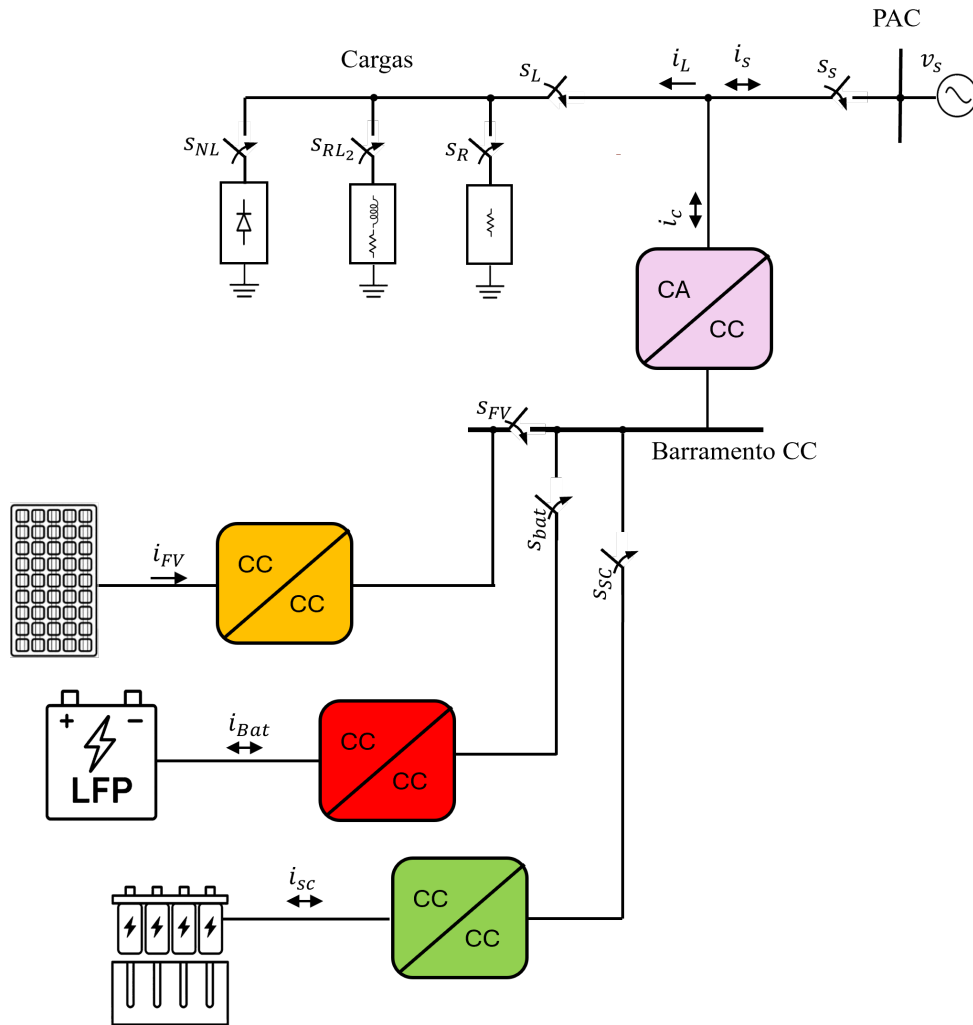 PAC
Cargas
s_L
i_L
i_s
s_s
v_s
s_NL
s_RL₂
s_R
i_c
CA
CC
s_FV
Barramento CC
s_bat
s_SC
i_FV
CC
CC
+ −
LFP
i_Bat
CC
CC
i_sc
CC
CC